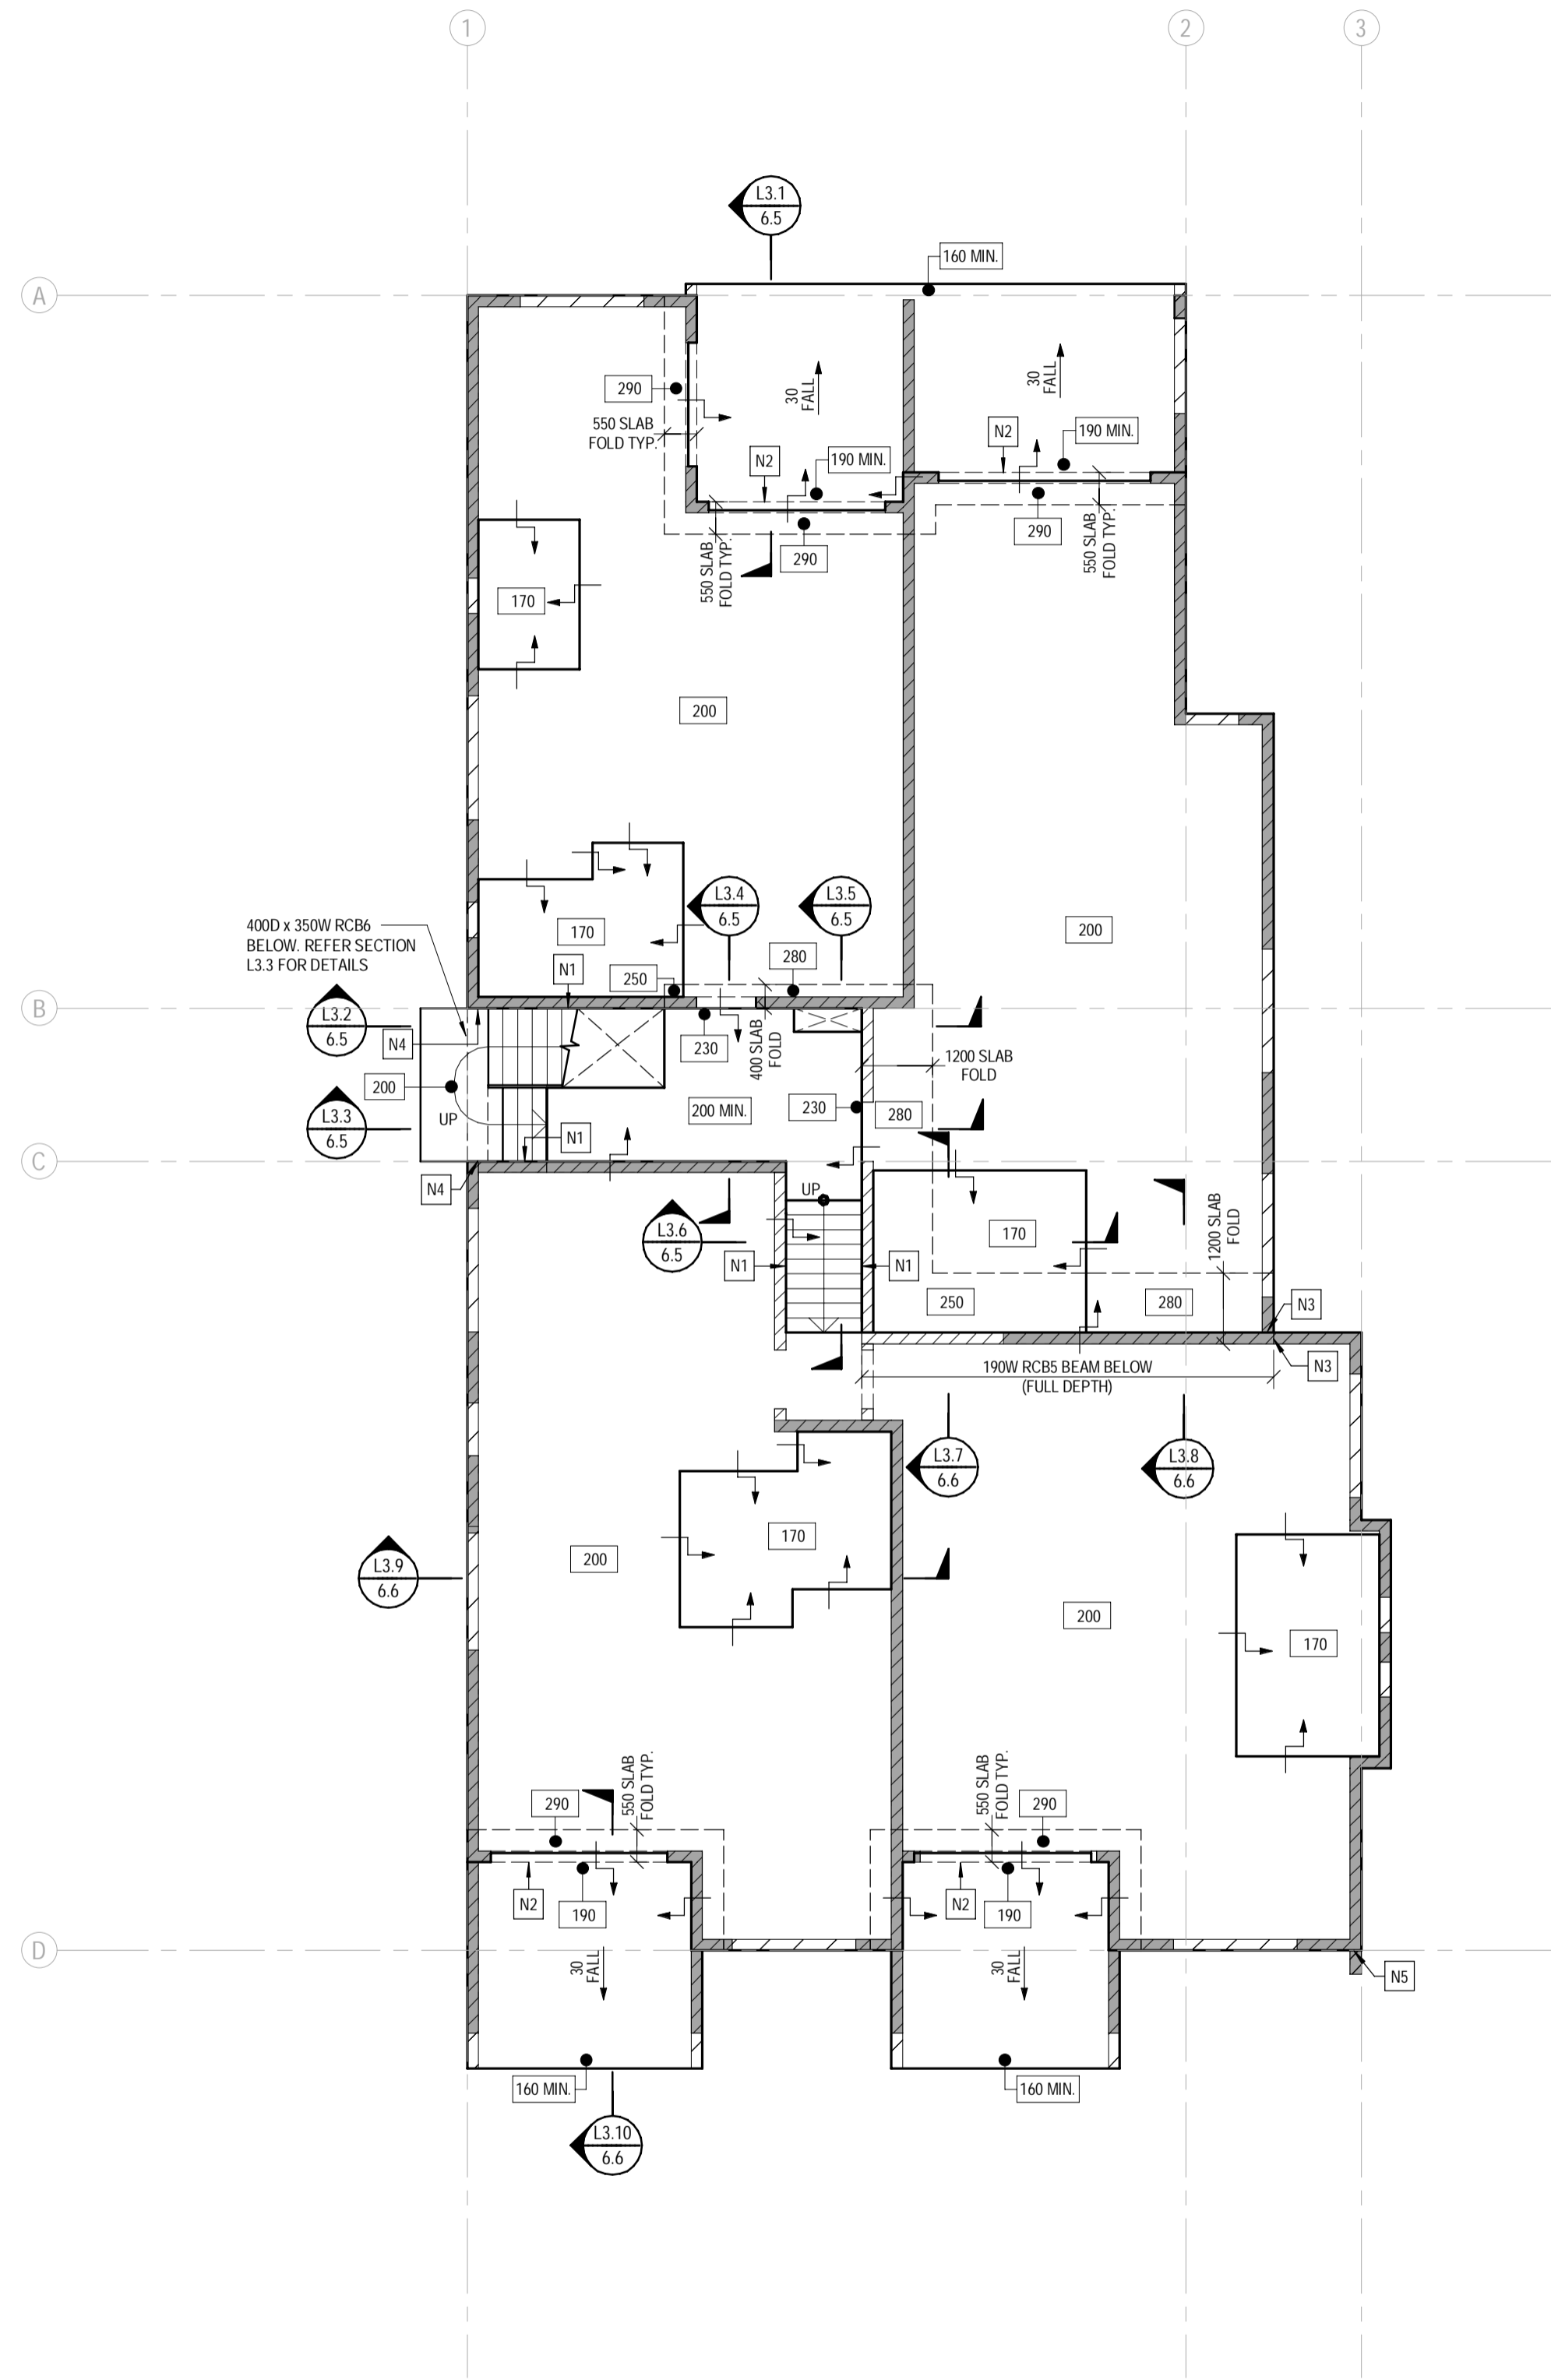 1
2
3
L3.1
6.5
160 MIN.
A
290
30
FALL
30
FALL
550 SLAB
FOLD TYP.
N2
190 MIN.
N2
190 MIN.
290
290
550 SLAB
FOLD TYP.
550 SLAB
FOLD TYP.
170
200
L3.4
6.5
L3.5
6.5
400D x 350W RCB6
BELOW. REFER SECTION
L3.3 FOR DETAILS
170
200
280
N1
250
B
L3.2
6.5
N4
230
400 SLAB
FOLD
1200 SLAB
FOLD
200
UP
200 MIN.
230
280
L3.3
6.5
N1
C
N4
UP
L3.6
6.5
170
1200 SLAB
FOLD
N1
N1
250
280
N3
190W RCB5 BEAM BELOW
(FULL DEPTH)
N3
L3.7
6.6
L3.8
6.6
170
200
L3.9
6.6
200
170
290
550 SLAB
FOLD TYP.
550 SLAB
FOLD TYP.
290
N2
190
N2
190
D
30
FALL
30
FALL
N5
160 MIN.
160 MIN.
L3.10
6.6